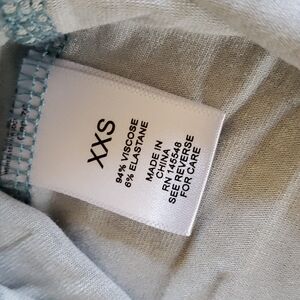 XXS
94% VISCOSE
6% ELASTANE
MADE IN
CHINA
RN 145548
SEE REVERSE
FOR CARE